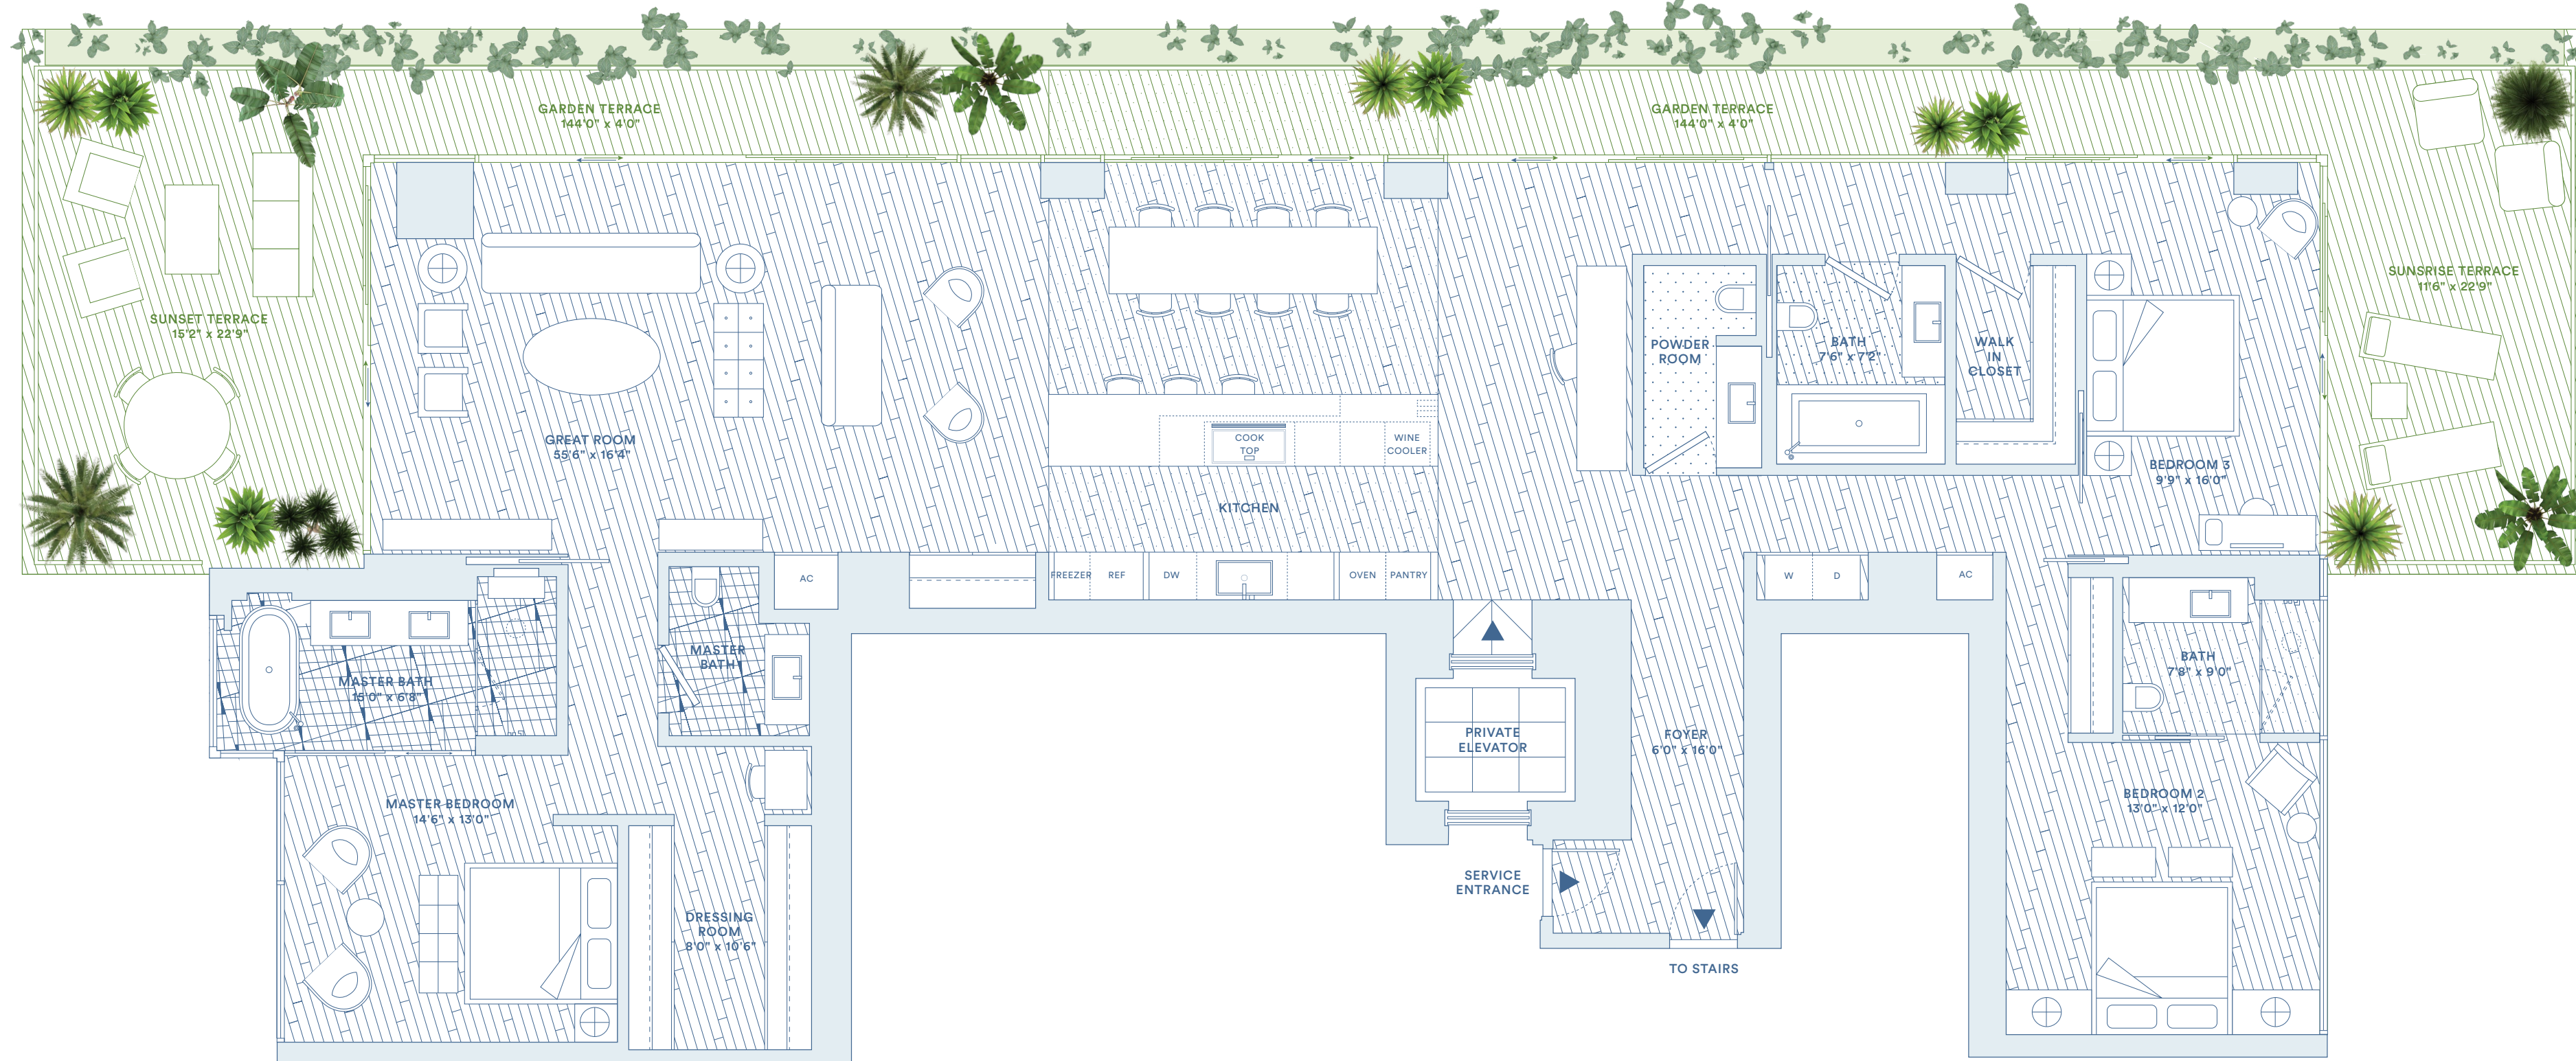 GARDEN TERRACE
144'0" x 4'0"
GARDEN TERRACE
144'0" x 4'0"
SUNSET TERRACE
15'2" x 22'9"
SUNSRISE TERRACE
11'6" x 22'9"
POWDER
ROOM
BATH
7'6" x 7'2"
WALK
IN
CLOSET
GREAT ROOM
55'6" x 16'4"
COOK
TOP
WINE
COOLER
BEDROOM 3
9'9" x 16'0"
KITCHEN
AC
FREEZER
REF
DW
OVEN
PANTRY
W
D
AC
MASTER BATH
15'0" x 6'8"
MASTER
BATH
PRIVATE
ELEVATOR
FOYER
6'0" x 16'0"
BATH
7'8" x 9'0"
MASTER BEDROOM
14'6" x 13'0"
BEDROOM 2
13'0" x 12'0"
DRESSING
ROOM
8'0" x 10'6"
SERVICE
ENTRANCE
TO STAIRS